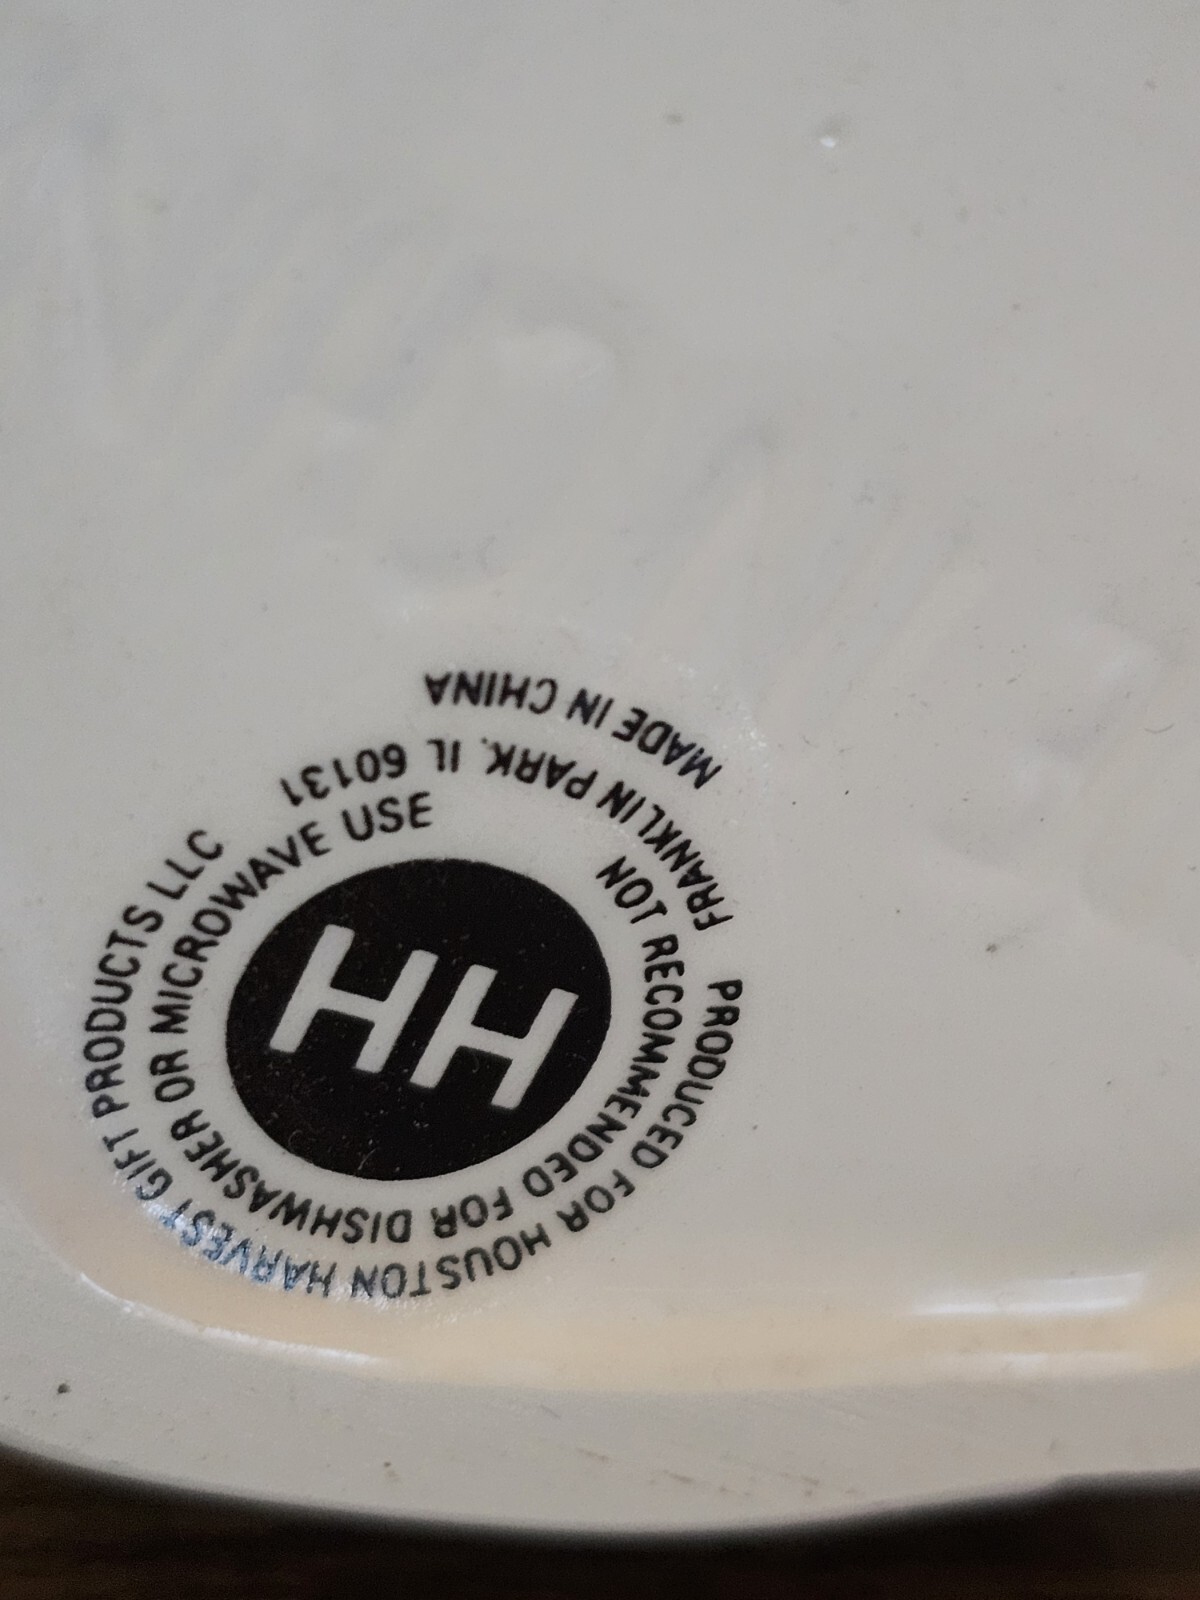 HH
NOT RECOMMENDED FOR DISHWASHER OR MICROWAVE USE
PRODUCED FOR HOUSTON HARVEST GIFT PRODUCTS LLC
FRANKLIN PARK, IL 60131
MADE IN CHINA